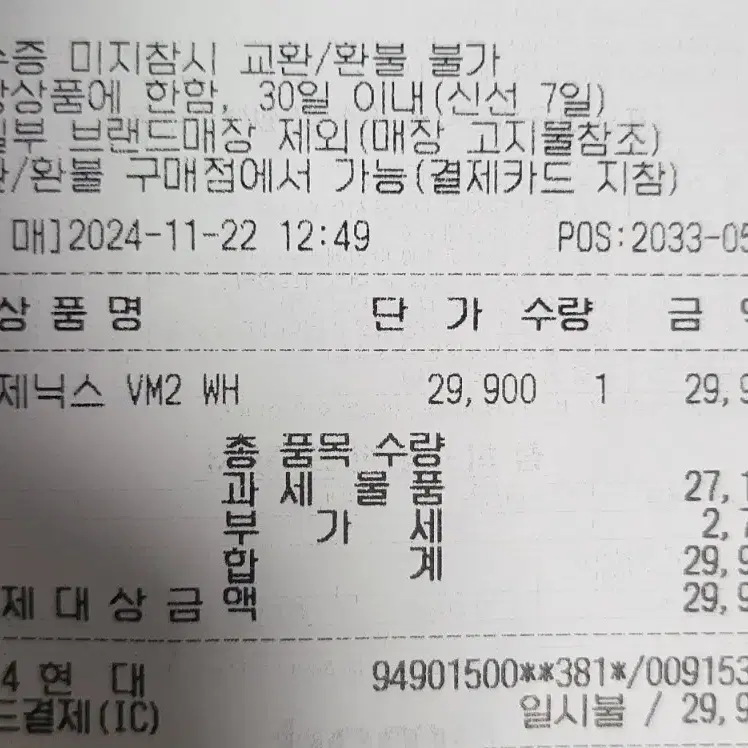 수증 미지참시 교환/환불 불가
상상품에 한함, 30일 이내(신선 7일)
일부 브랜드매장 제외(매장 고지물참조)
환/환불 구매점에서 가능(결제카드 지참)
매]2024-11-22 12:49 POS:2033-05
상 품 명 단 가 수량 금
제닉스 VM2 WH 29,900 1 29,9
총 품목 수량
과 세 물 품 27,1
부 가 세 2,7
합 계 29,9
제 대 상 금 액 29,9
4 현 대 94901500**381*/009153
드결제(IC) 일시불 / 29,9